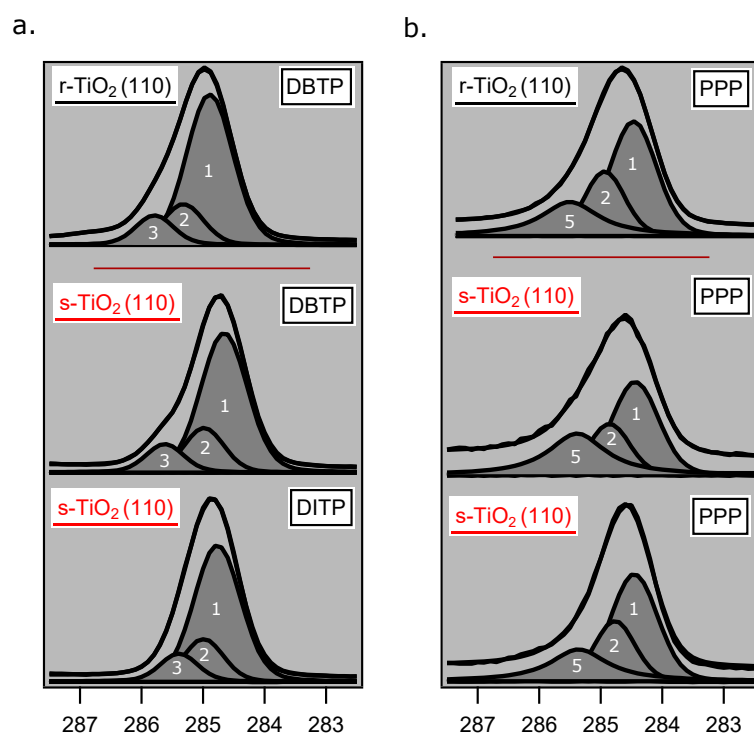 a.
r-TiO₂(110) DBTP
1
2
3
s-TiO₂(110) DBTP
1
2
3
s-TiO₂(110) DITP
1
2
3
287 286 285 284 283
b.
r-TiO₂(110) PPP
1
2
5
s-TiO₂(110) PPP
1
2
5
s-TiO₂(110) PPP
1
2
5
287 286 285 284 283